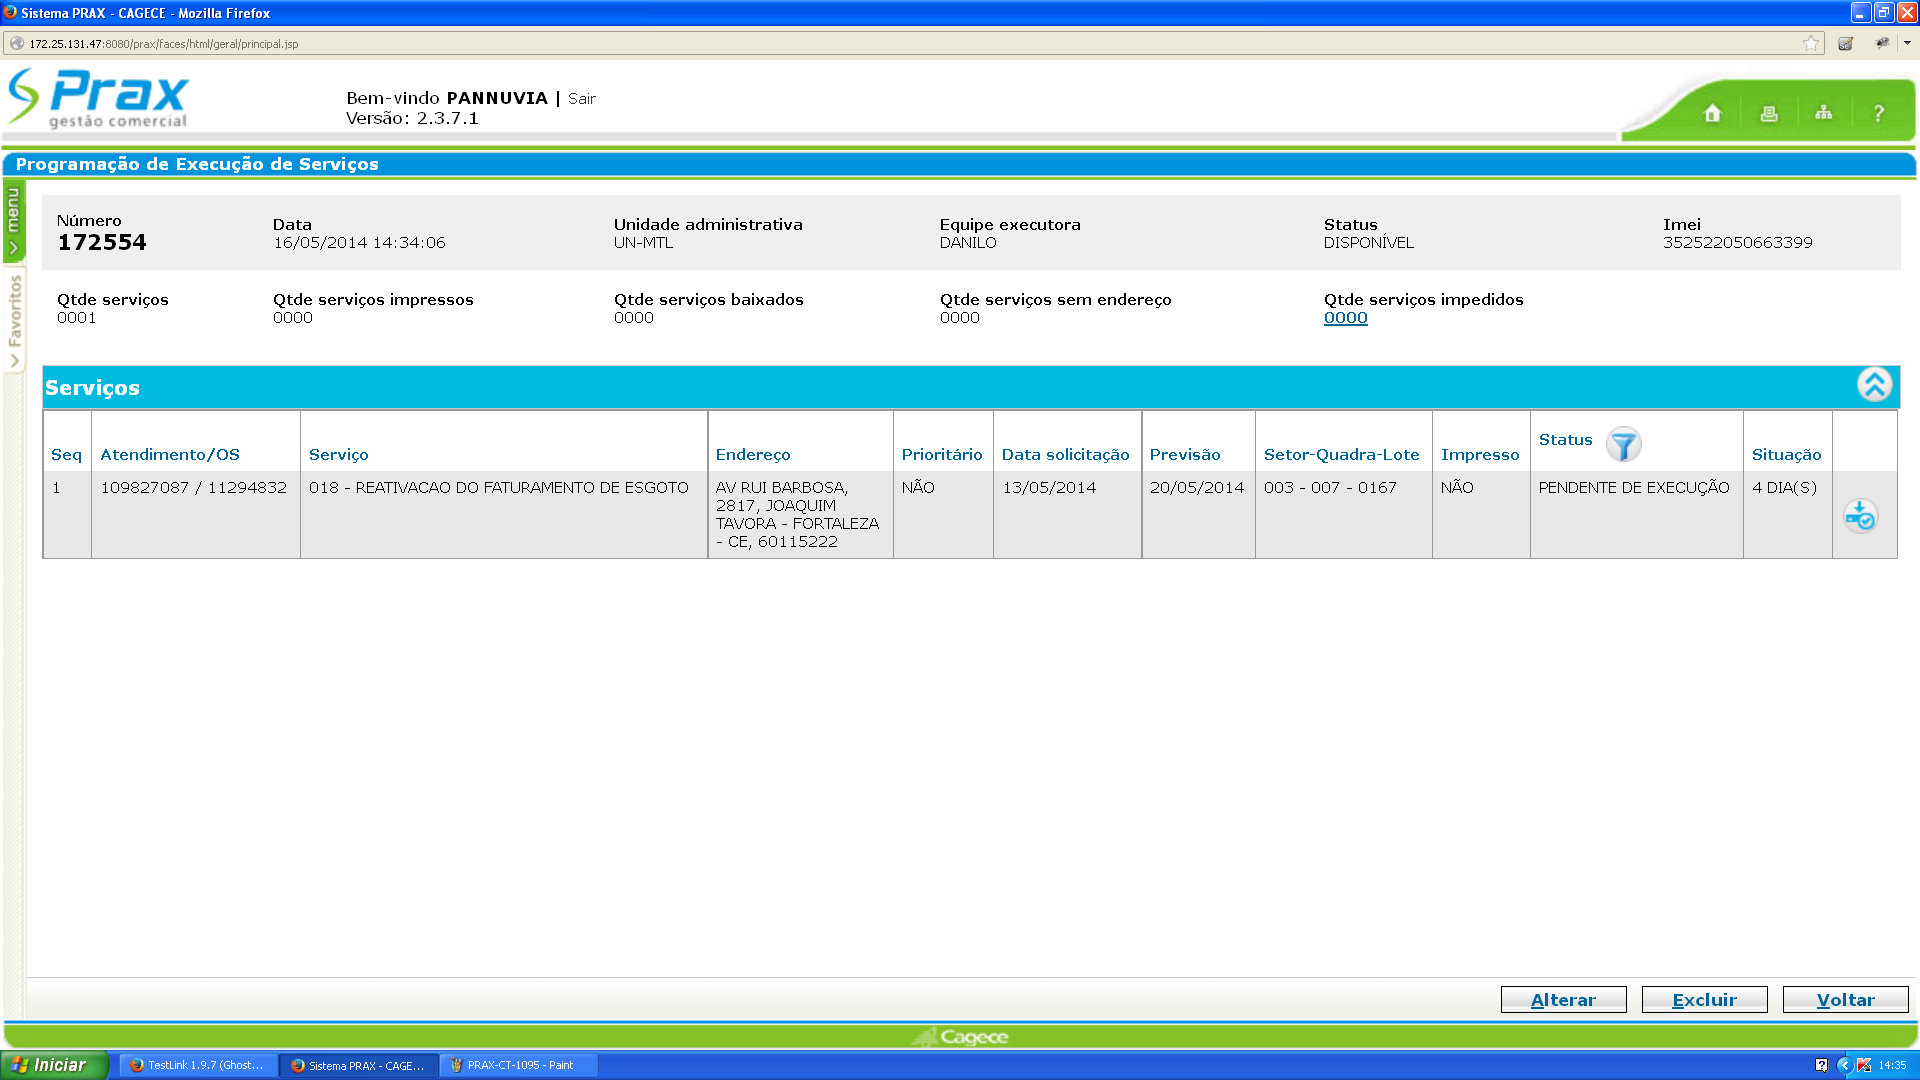 Sistema PRAX - CAGECE - Mozilla Firefox
172.25.131.47:8080/prax/faces/html/geral/principal.jsp
Prax
gestão comercial
Bem-vindo PANNUVIA | Sair
Versão: 2.3.7.1
?
Programação de Execução de Serviços
menu
Favoritos
Número
172554
Data
16/05/2014 14:34:06
Unidade administrativa
UN-MTL
Equipe executora
DANILO
Status
DISPONÍVEL
Imei
352522050663399
Qtde serviços
0001
Qtde serviços impressos
0000
Qtde serviços baixados
0000
Qtde serviços sem endereço
0000
Qtde serviços impedidos
0000
Serviços
Seq Atendimento/OS Serviço Endereço Prioritário Data solicitação Previsão Setor-Quadra-Lote Impresso Status Situação
1 109827087 / 11294832 018 - REATIVACAO DO FATURAMENTO DE ESGOTO AV RUI BARBOSA, NÃO 13/05/2014 20/05/2014 003 - 007 - 0167 NÃO PENDENTE DE EXECUÇÃO 4 DIA(S)
2817, JOAQUIM
TAVORA - FORTALEZA
- CE, 60115222
Alterar Excluir Voltar
Cagece
Iniciar TestLink 1.9.7 (Ghost... Sistema PRAX - CAGE... PRAX-CT-1095 - Paint 14:35